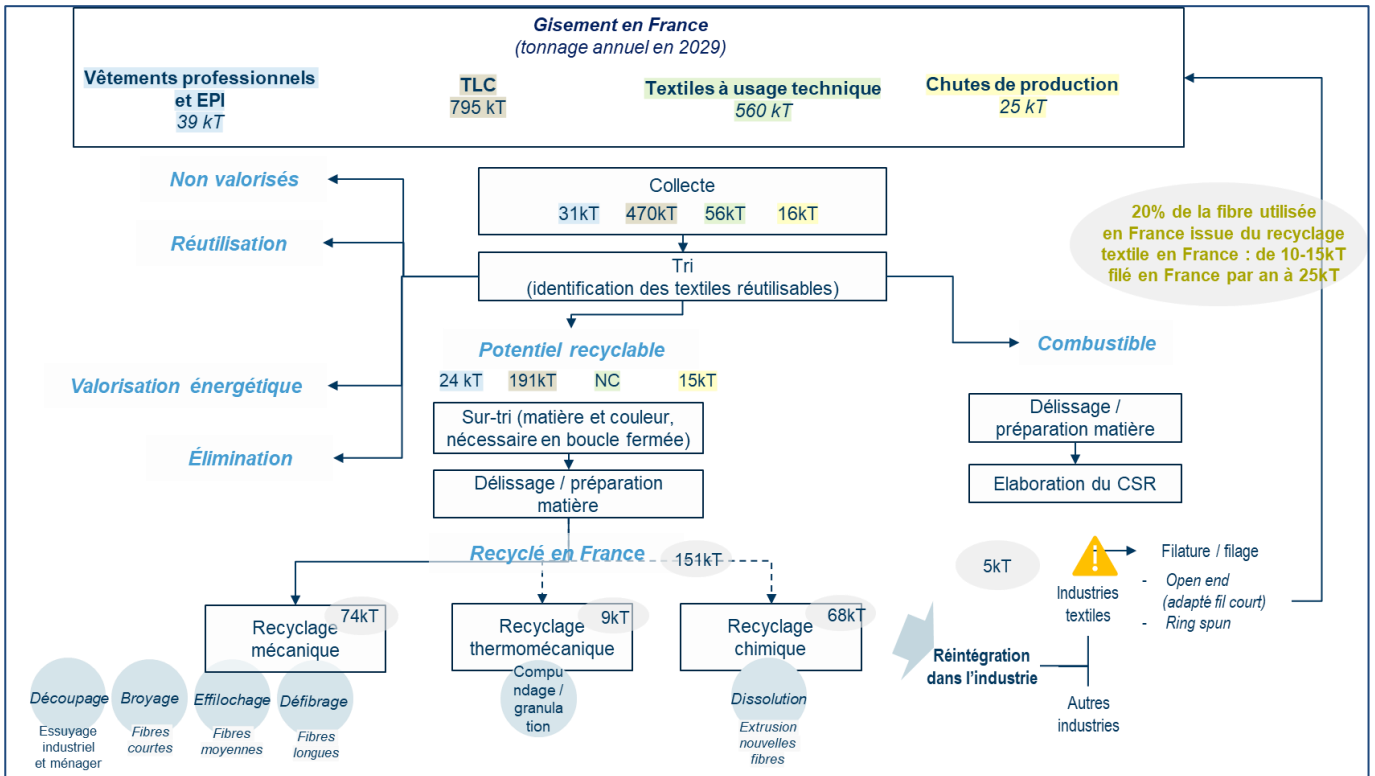 Gisement en France
(tonnage annuel en 2029)
Vêtements professionnels
et EPI
39 kT
TLC
795 kT
Textiles à usage technique
560 kT
Chutes de production
25 kT
Non valorisés
Réutilisation
Valorisation énergétique
Élimination
Collecte
31kT 470kT 56kT 16kT
Tri
(identification des textiles réutilisables)
20% de la fibre utilisée
en France issue du recyclage
textile en France : de 10-15kT
filé en France par an à 25kT
Potentiel recyclable
24 kT 191kT NC 15kT
Combustible
Sur-tri (matière et couleur,
nécessaire en boucle fermée)
Délissage / préparation
matière
Délissage /
préparation matière
Elaboration du CSR
Recyclé en France
151kT
Recyclage
mécanique
74kT
Recyclage
thermomécanique
9kT
Recyclage
chimique
68kT
Découpage
Essuyage
industriel
et ménager
Broyage
Fibres
courtes
Effilochage
Fibres
moyennes
Défibrage
Fibres
longues
Compu
ndage /
granula
tion
Dissolution
Extrusion
nouvelles
fibres
5kT
Réintégration
dans l'industrie
Industries
textiles
Autres
industries
Filature / filage
- Open end
(adapté fil court)
- Ring spun